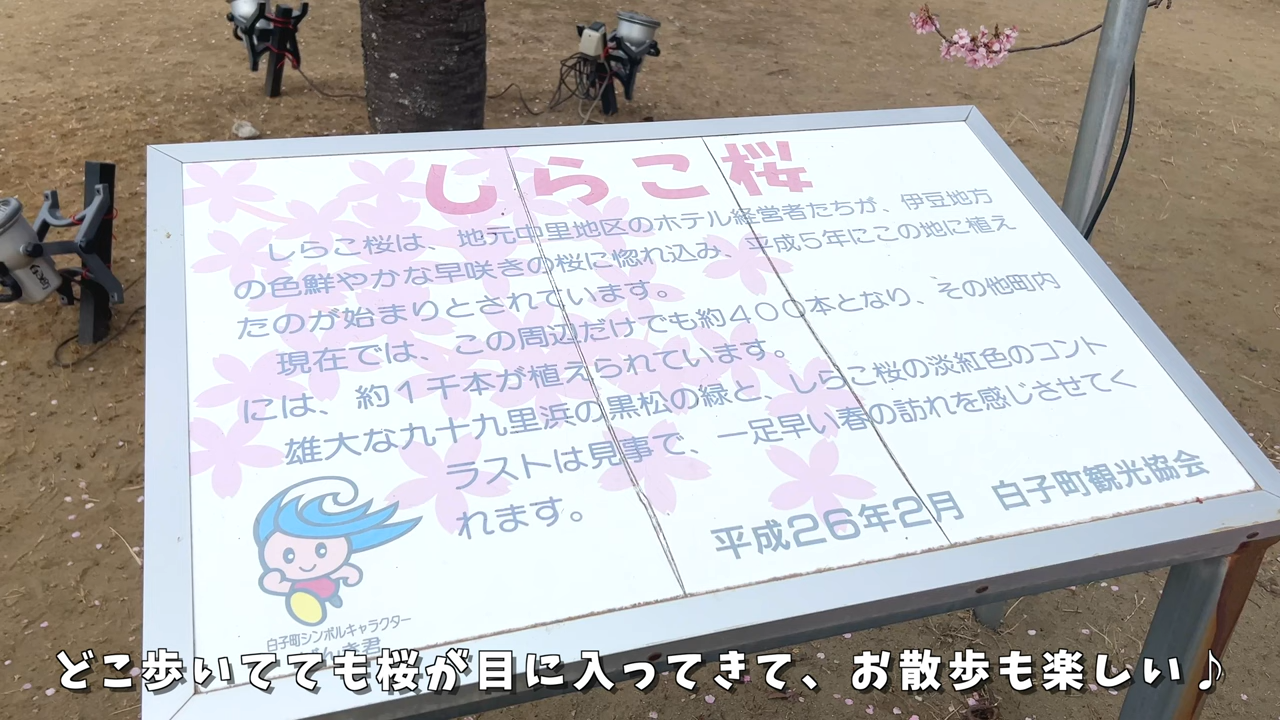 しらこ桜
しらこ桜は、地元中里地区のホテル経営者たちが、伊豆地方
の色鮮やかな早咲きの桜に惚れ込み、平成5年にこの地に植え
たのが始まりとされています。
現在では、この周辺だけでも約400本となり、その他町内
には、約1千本が植えられています。
雄大な九十九里浜の黒松の緑と、しらこ桜の淡紅色のコント
ラストは見事で、一足早い春の訪れを感じさせてく
れます。
平成26年2月 白子町観光協会
白子町シンボルキャラクター
どこ歩いてても桜が目に入ってきて、お散歩も楽しい♪